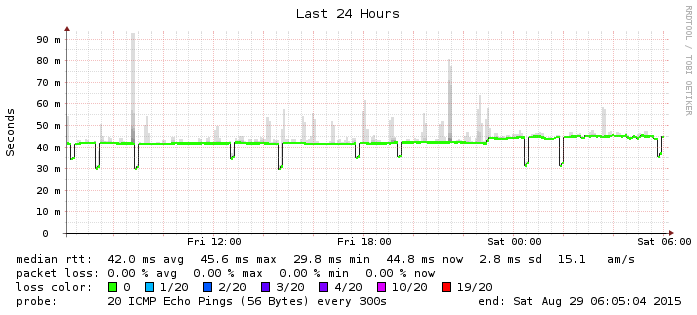 Last 24 Hours
RRDTOOL / TOBI OETIKER
Seconds
90 m
80 m
70 m
60 m
50 m
40 m
30 m
20 m
10 m
0
Fri 12:00 Fri 18:00 Sat 00:00 Sat 06:00
median rtt: 42.0 ms avg 45.6 ms max 29.8 ms min 44.8 ms now 2.8 ms sd 15.1 am/s
packet loss: 0.00 % avg 0.00 % max 0.00 % min 0.00 % now
loss color: 0 1/20 2/20 3/20 4/20 10/20 19/20
probe: 20 ICMP Echo Pings (56 Bytes) every 300s end: Sat Aug 29 06:05:04 2015